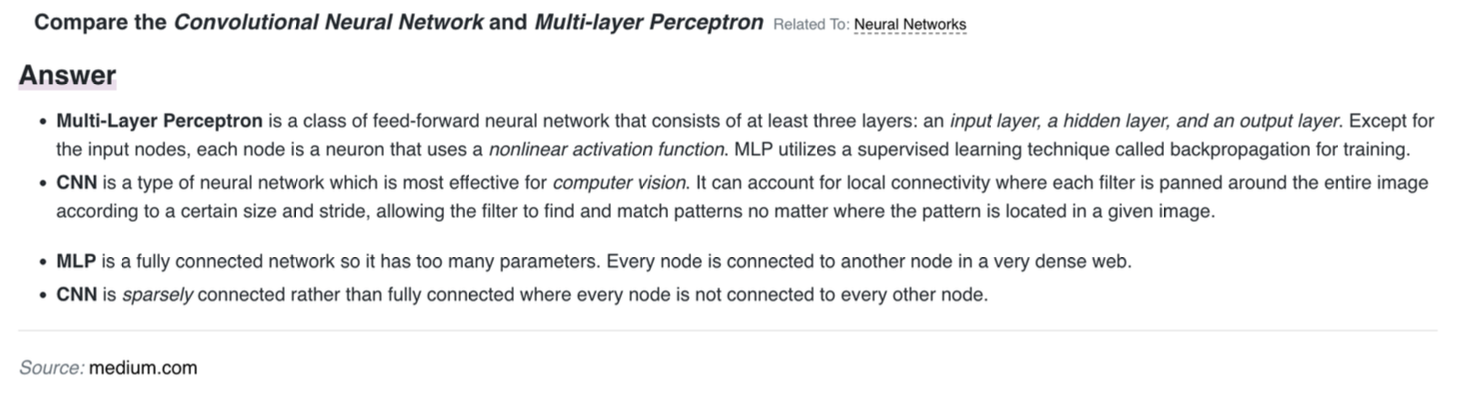 Compare the Convolutional Neural Network and Multi-layer Perceptron Related To: Neural Networks
Answer
• Multi-Layer Perceptron is a class of feed-forward neural network that consists of at least three layers: an input layer, a hidden layer, and an output layer. Except for
the input nodes, each node is a neuron that uses a nonlinear activation function. MLP utilizes a supervised learning technique called backpropagation for training.
• CNN is a type of neural network which is most effective for computer vision. It can account for local connectivity where each filter is panned around the entire image
according to a certain size and stride, allowing the filter to find and match patterns no matter where the pattern is located in a given image.
• MLP is a fully connected network so it has too many parameters. Every node is connected to another node in a very dense web.
• CNN is sparsely connected rather than fully connected where every node is not connected to every other node.
Source: medium.com